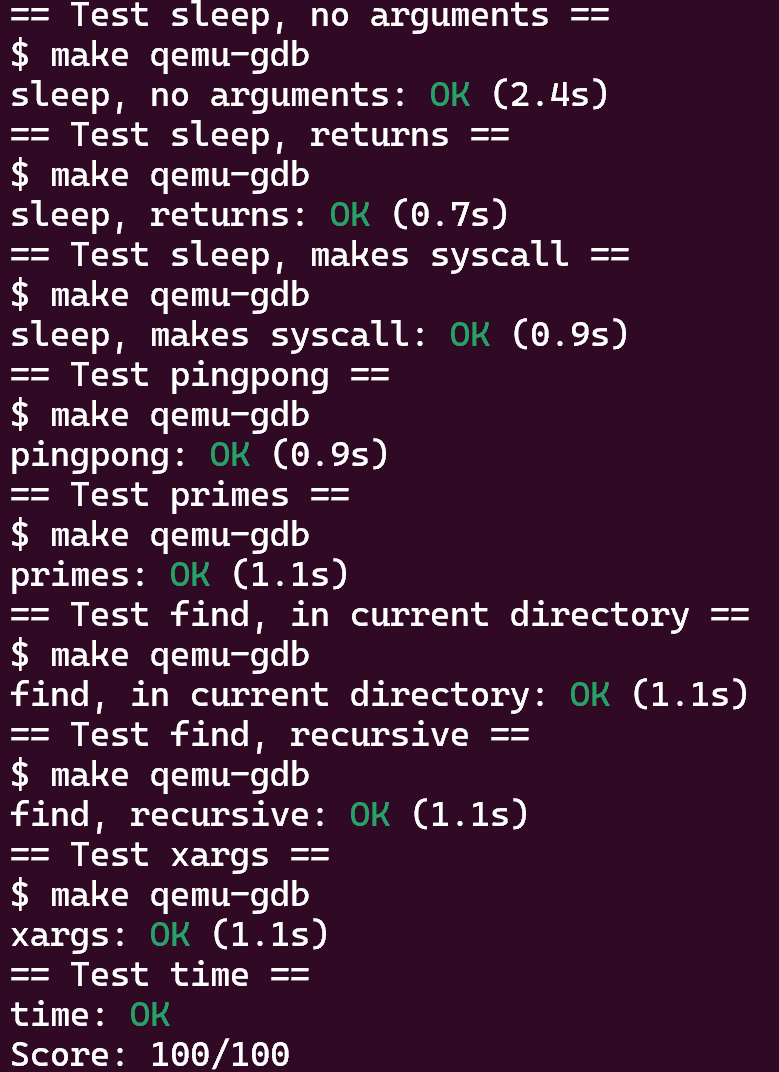 == Test sleep, no arguments ==
$ make qemu-gdb
sleep, no arguments: OK (2.4s)
== Test sleep, returns ==
$ make qemu-gdb
sleep, returns: OK (0.7s)
== Test sleep, makes syscall ==
$ make qemu-gdb
sleep, makes syscall: OK (0.9s)
== Test pingpong ==
$ make qemu-gdb
pingpong: OK (0.9s)
== Test primes ==
$ make qemu-gdb
primes: OK (1.1s)
== Test find, in current directory ==
$ make qemu-gdb
find, in current directory: OK (1.1s)
== Test find, recursive ==
$ make qemu-gdb
find, recursive: OK (1.1s)
== Test xargs ==
$ make qemu-gdb
xargs: OK (1.1s)
== Test time ==
time: OK
Score: 100/100